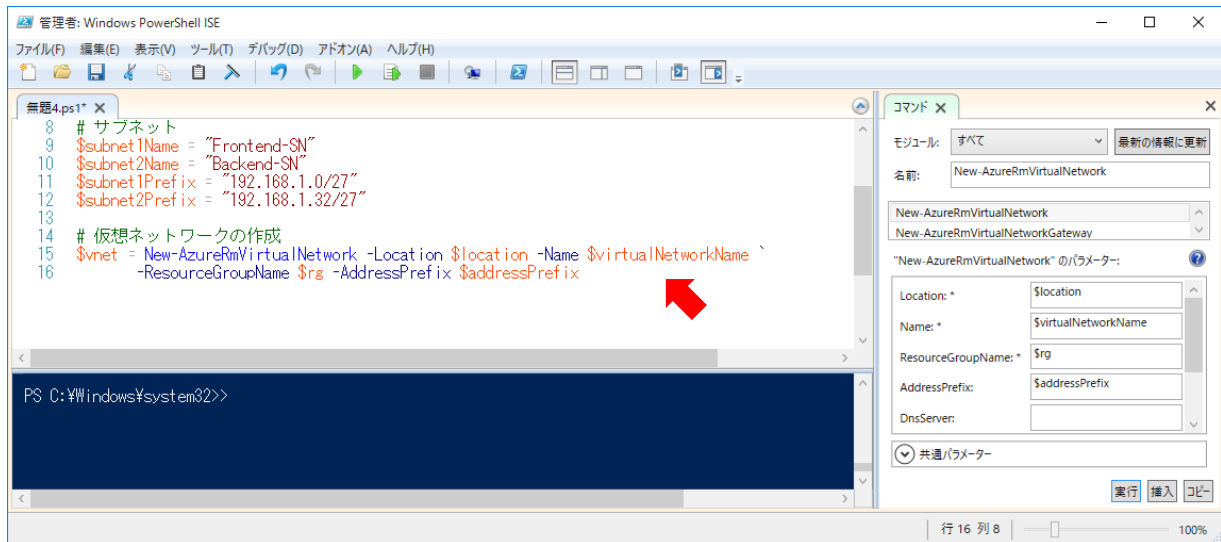 管理者: Windows PowerShell ISE
ファイル(F) 編集(E) 表示(V) ツール(T) デバッグ(D) アドオン(A) ヘルプ(H)
無題4.ps1* X
8 # サブネット
9 $subnet1Name = "Frontend-SN"
10 $subnet2Name = "Backend-SN"
11 $subnet1Prefix = "192.168.1.0/27"
12 $subnet2Prefix = "192.168.1.32/27"
13
14 # 仮想ネットワークの作成
15 $vnet = New-AzureRmVirtualNetwork -Location $location -Name $virtualNetworkName `
16 -ResourceGroupName $rg -AddressPrefix $addressPrefix
PS C:¥Windows¥system32>>
コマンド X
モジュール: すべて 最新の情報に更新
名前: New-AzureRmVirtualNetwork
New-AzureRmVirtualNetwork
New-AzureRmVirtualNetworkGateway
"New-AzureRmVirtualNetwork" のパラメーター:
Location: * $location
Name: * $virtualNetworkName
ResourceGroupName: * $rg
AddressPrefix: $addressPrefix
DnsServer:
共通パラメーター
実行 挿入 コピー
行 16 列 8 100%